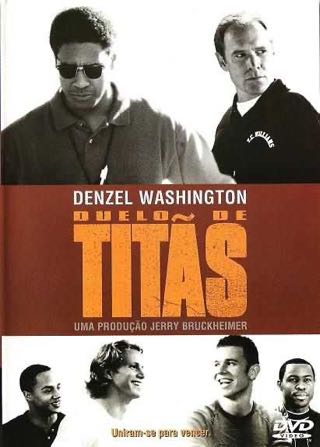 T.C. WILLIAMS
DENZEL WASHINGTON
DUELO DE
TITÃS
UMA PRODUÇÃO JERRY BRUCKHEIMER
Uniram-se para vencer.
DVD
VIDEO